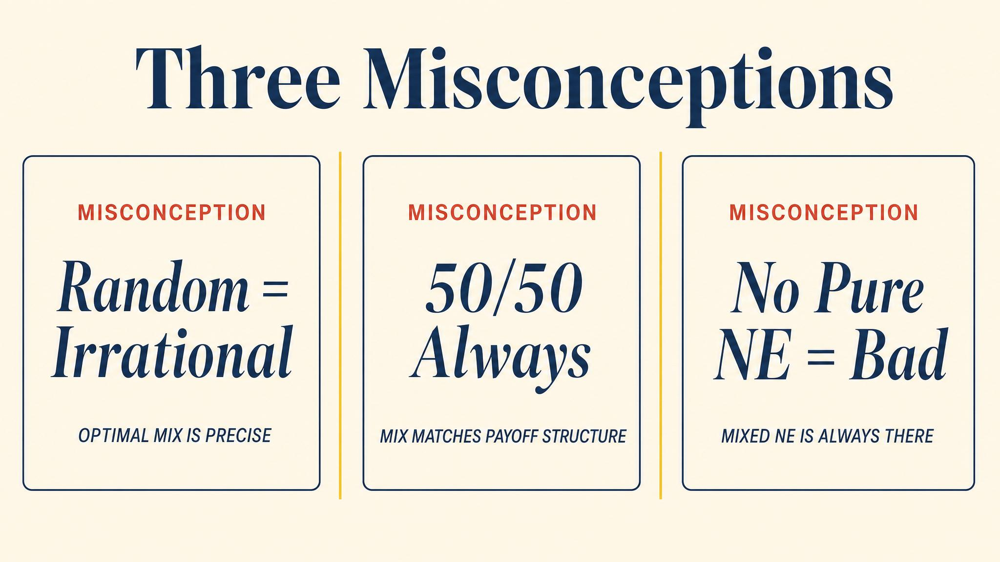 Three Misconceptions
MISCONCEPTION
Random =
Irrational
OPTIMAL MIX IS PRECISE
MISCONCEPTION
50/50
Always
MIX MATCHES PAYOFF STRUCTURE
MISCONCEPTION
No Pure
NE = Bad
MIXED NE IS ALWAYS THERE